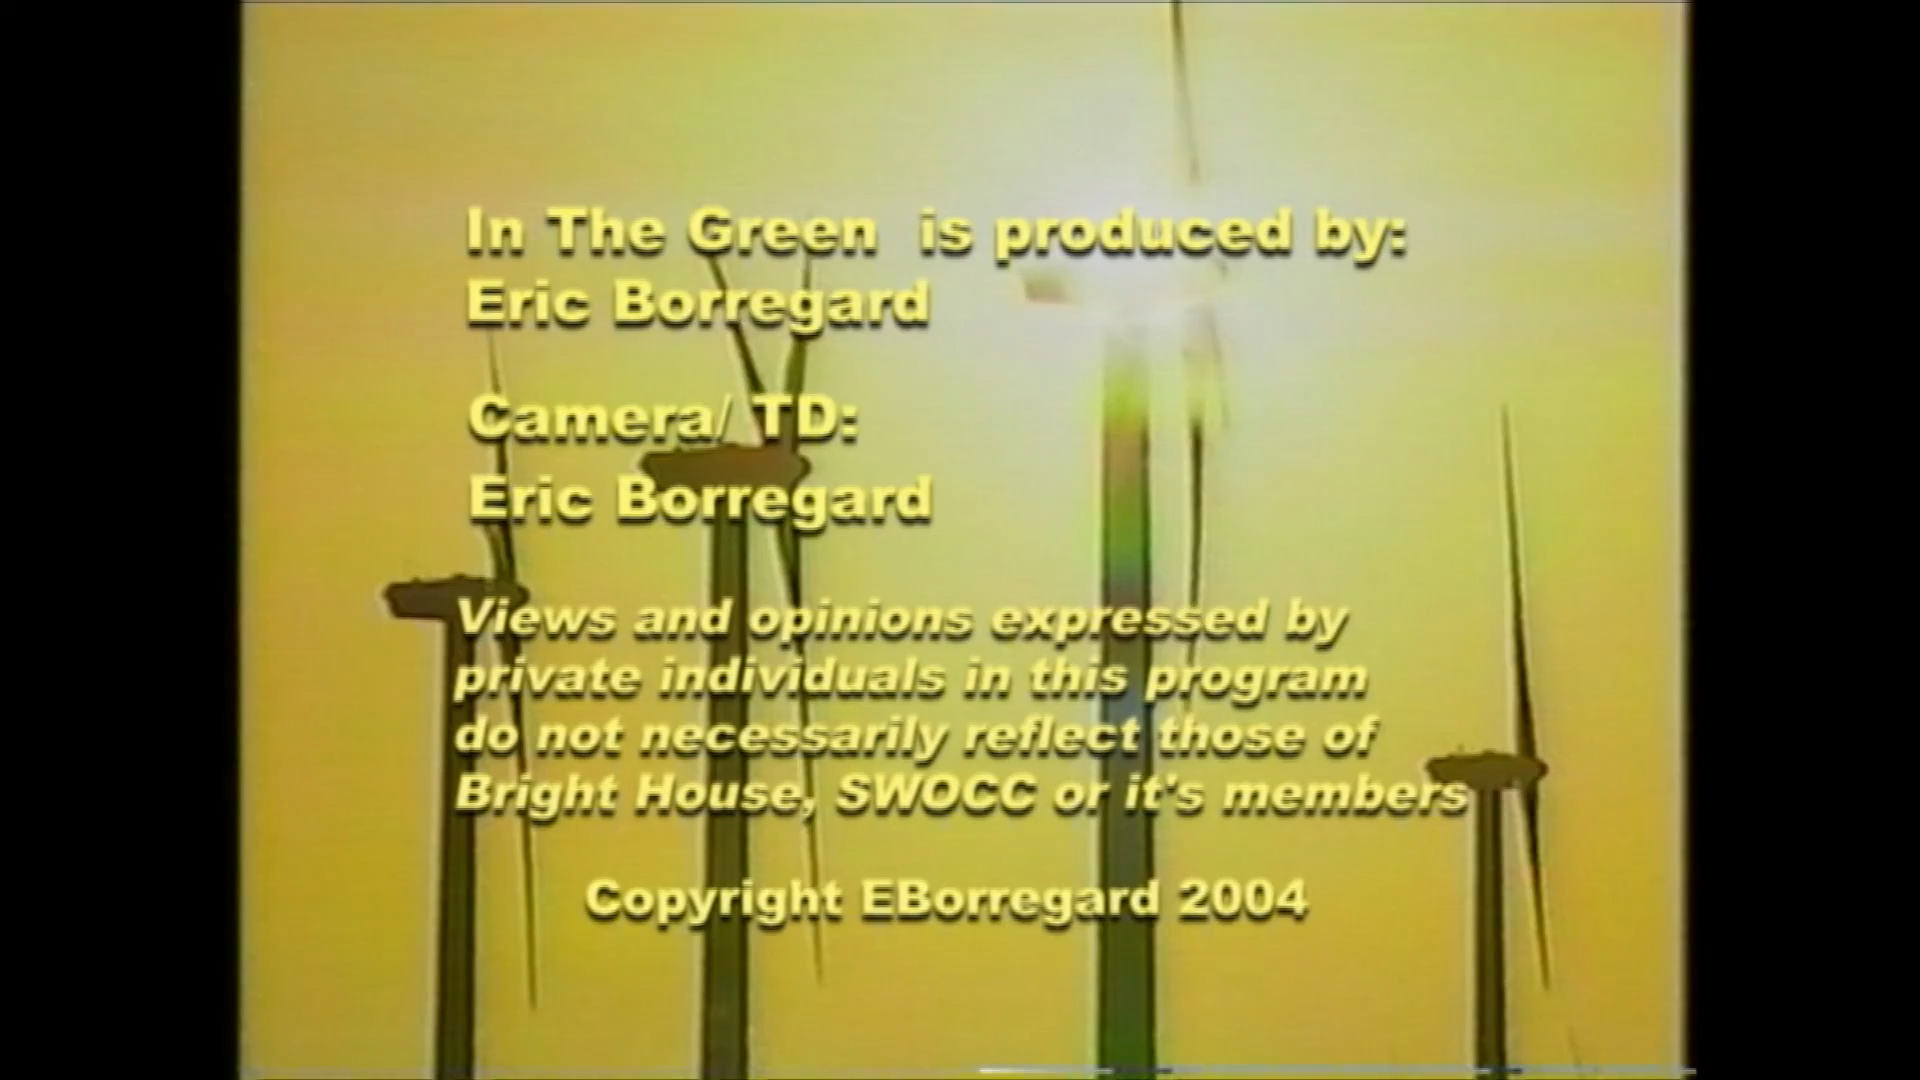 In The Green is produced by:
Eric Borregard
Camera/ TD:
Eric Borregard
Views and opinions expressed by
private individuals in this program
do not necessarily reflect those of
Bright House, SWOCC or it's members
Copyright EBorregard 2004